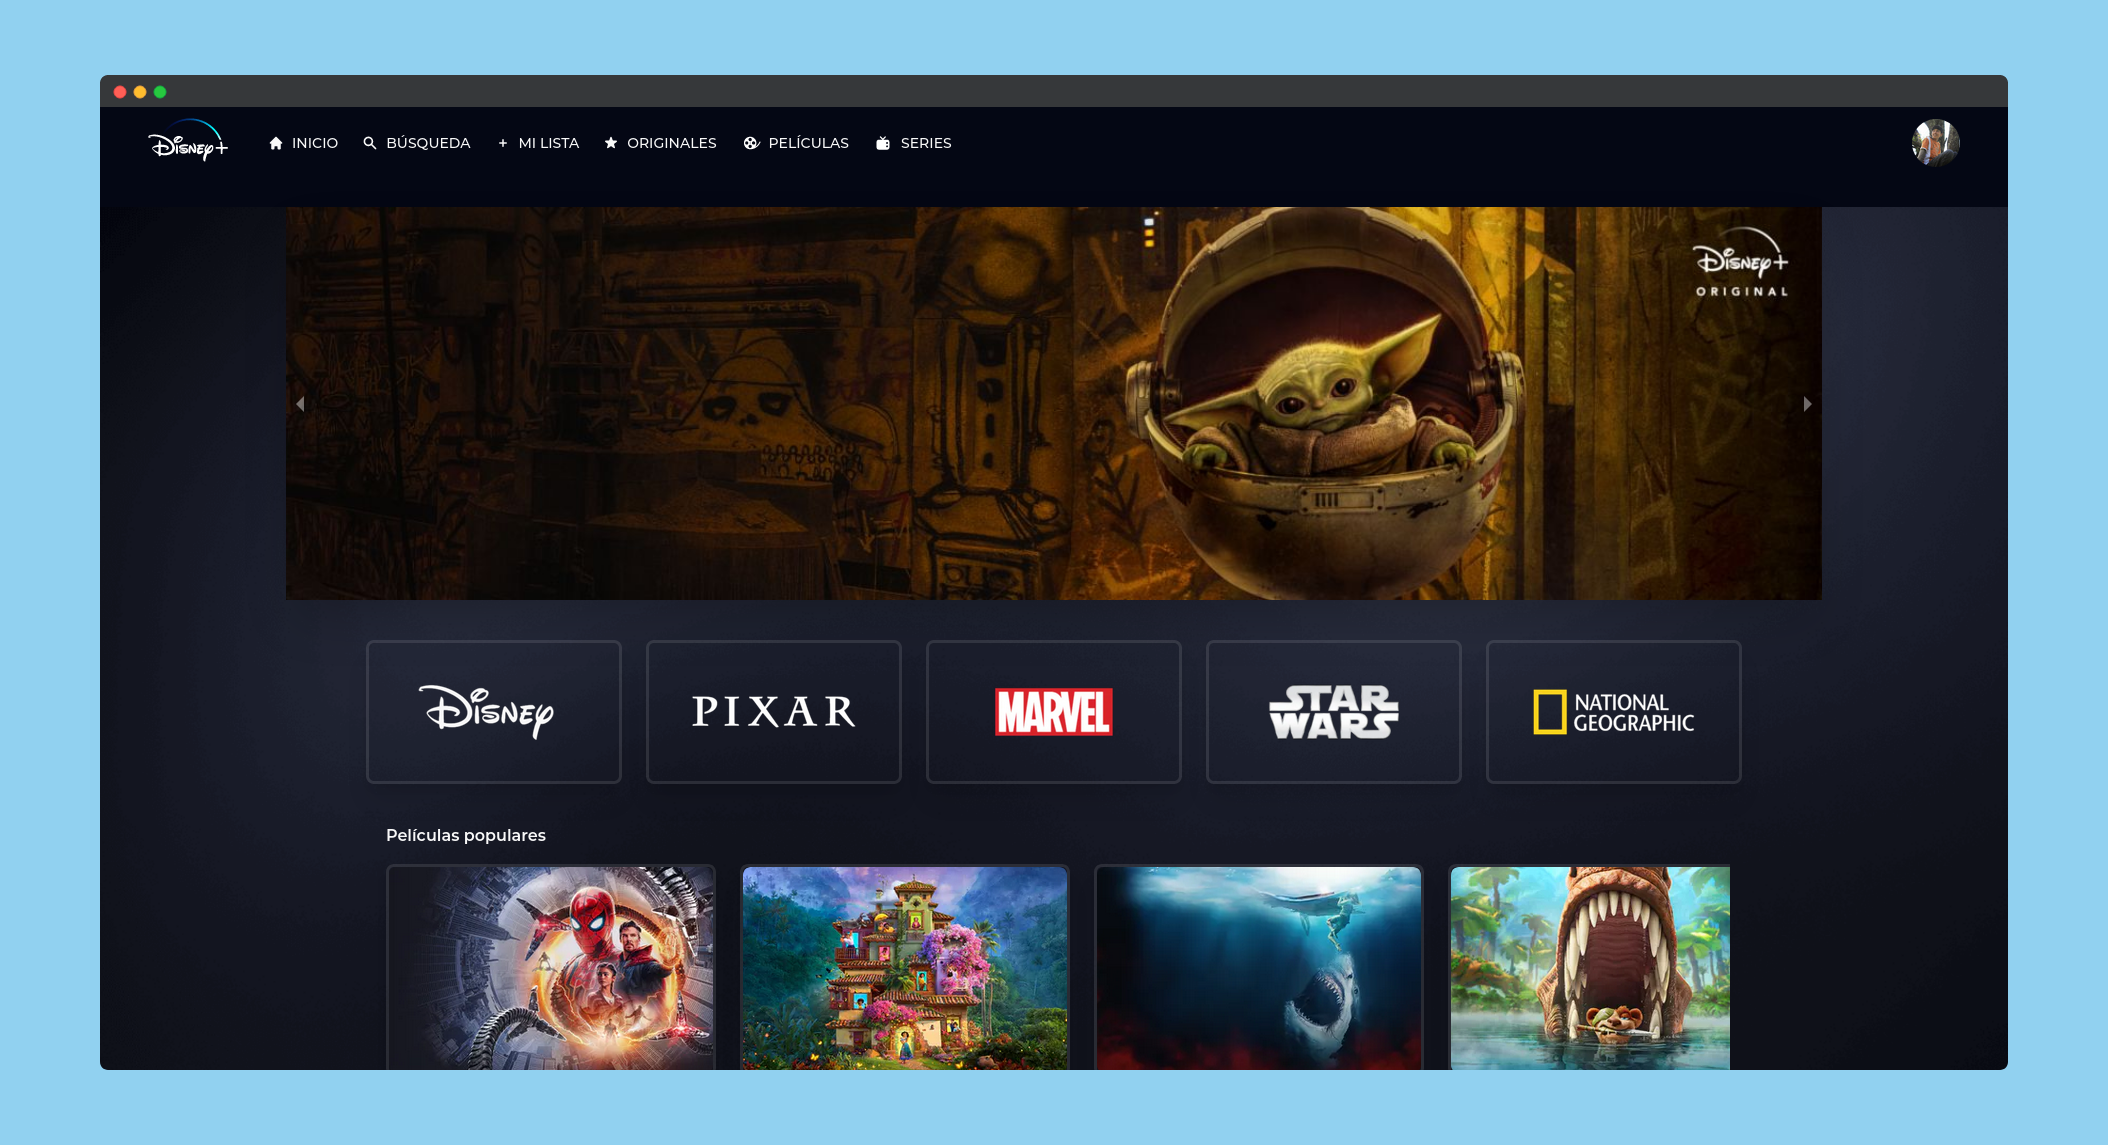 Disney+
INICIO
BÚSQUEDA
+ MI LISTA
ORIGINALES
PELÍCULAS
SERIES
Disney+
ORIGINAL
Disney
PIXAR
MARVEL
STAR
WARS
NATIONAL
GEOGRAPHIC
Películas populares